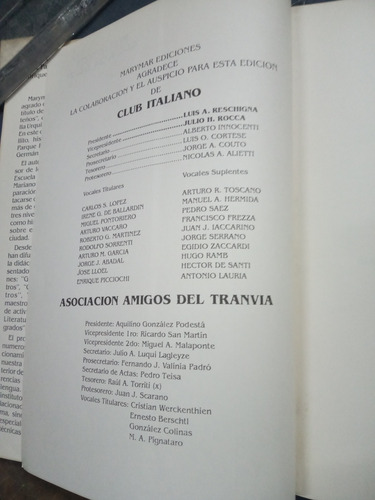 MARYMAR EDICIONES
AGRADECE
LA COLABORACION Y EL AUSPICIO PARA ESTA EDICION
DE
CLUB ITALIANO
Presidente LUIS A. RESCHIGNA
Vicepresidente JULIO H. ROCCA
Secretario ALBERTO INNOCENTI
Prosecretario LUIS O. CORTESE
Tesorero JORGE A. COUTO
Protesorero NICOLAS A. ALIETTI
Vocales Titulares
CARLOS S. LOPEZ
IRENE G. DE BALLARDIN
MIGUEL PONTORIERO
ARTURO VACCARO
ROBERTO G. MARTINEZ
RODOLFO SORRENTI
ARTURO M. GARCIA
JORGE J. ABADAL
JOSE LLOEL
ENRIQUE PICCIOCHI
Vocales Suplentes
ARTURO R. TOSCANO
MANUEL A. HERMIDA
PEDRO SAEZ
FRANCISCO FREZZA
JUAN J. IACCARINO
JORGE SERRANO
EGIDIO ZACCARDI
HUGO RAMB
HECTOR DE SANTI
ANTONIO LAURIA
ASOCIACION AMIGOS DEL TRANVIA
Presidente: Aquilino González Podestá
Vicepresidente 1ro: Ricardo San Martín
Vicepresidente 2do: Miguel A. Malaponte
Secretario: Julio A. Luqui Lagleyze
Prosecretario: Fernando J. Valinia Padró
Secretario de Actas: Pedro Teisa
Tesorero: Raúl A. Torriti (x)
Protesorero: Juan J. Scarano
Vocales Titulares: Cristian Werckenthien
Ernesto Berschtl
González Colinas
M. A. Pignataro